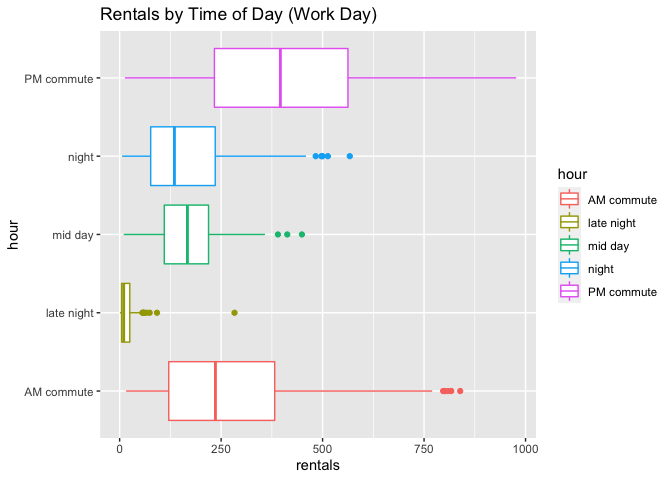 Rentals by Time of Day (Work Day)
hour
PM commute
night
mid day
late night
AM commute
0
250
500
750
1000
rentals
hour
AM commute
late night
mid day
night
PM commute